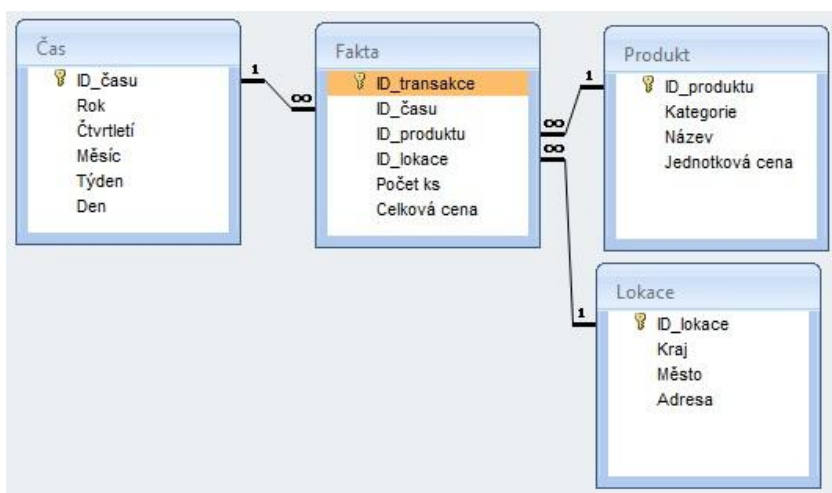 Čas
ID_času
Rok
Čtvrtletí
Měsíc
Týden
Den
1
∞
Fakta
ID_transakce
ID_času
ID_produktu
ID_lokace
Počet ks
Celková cena
∞
∞
1
Produkt
ID_produktu
Kategorie
Název
Jednotková cena
1
Lokace
ID_lokace
Kraj
Město
Adresa